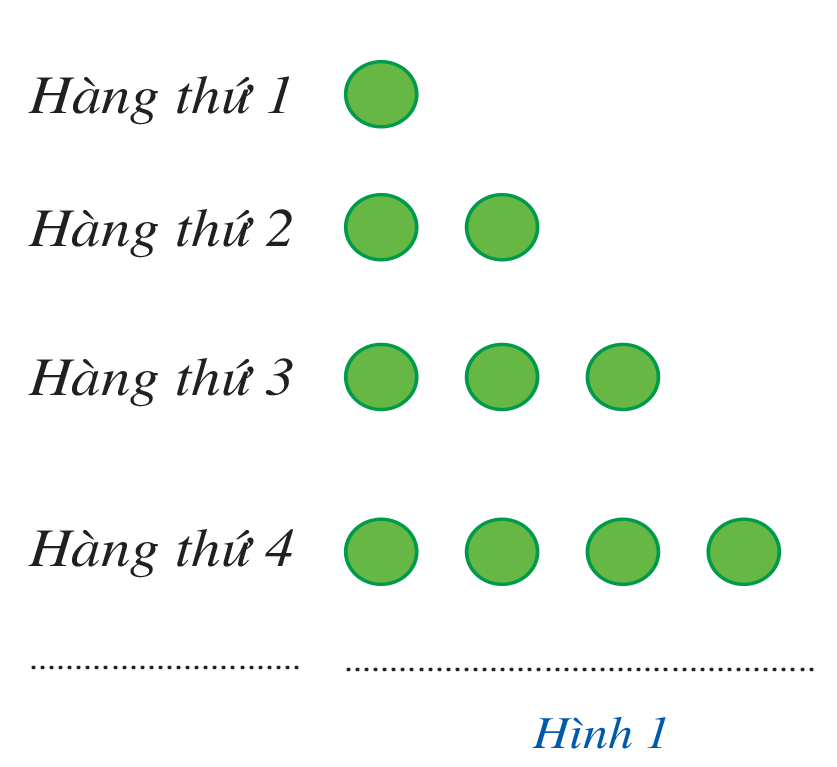 Hàng thứ 1
Hàng thứ 2
Hàng thứ 3
Hàng thứ 4
Hình 1